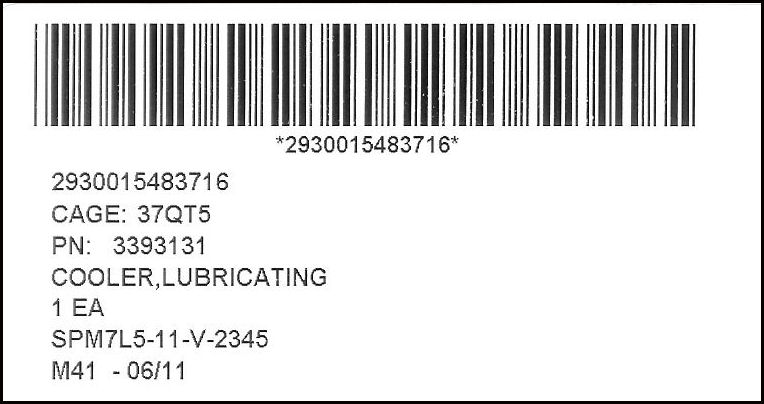 *2930015483716*
2930015483716
CAGE: 37QT5
PN: 3393131
COOLER,LUBRICATING
1 EA
SPM7L5-11-V-2345
M41 - 06/11